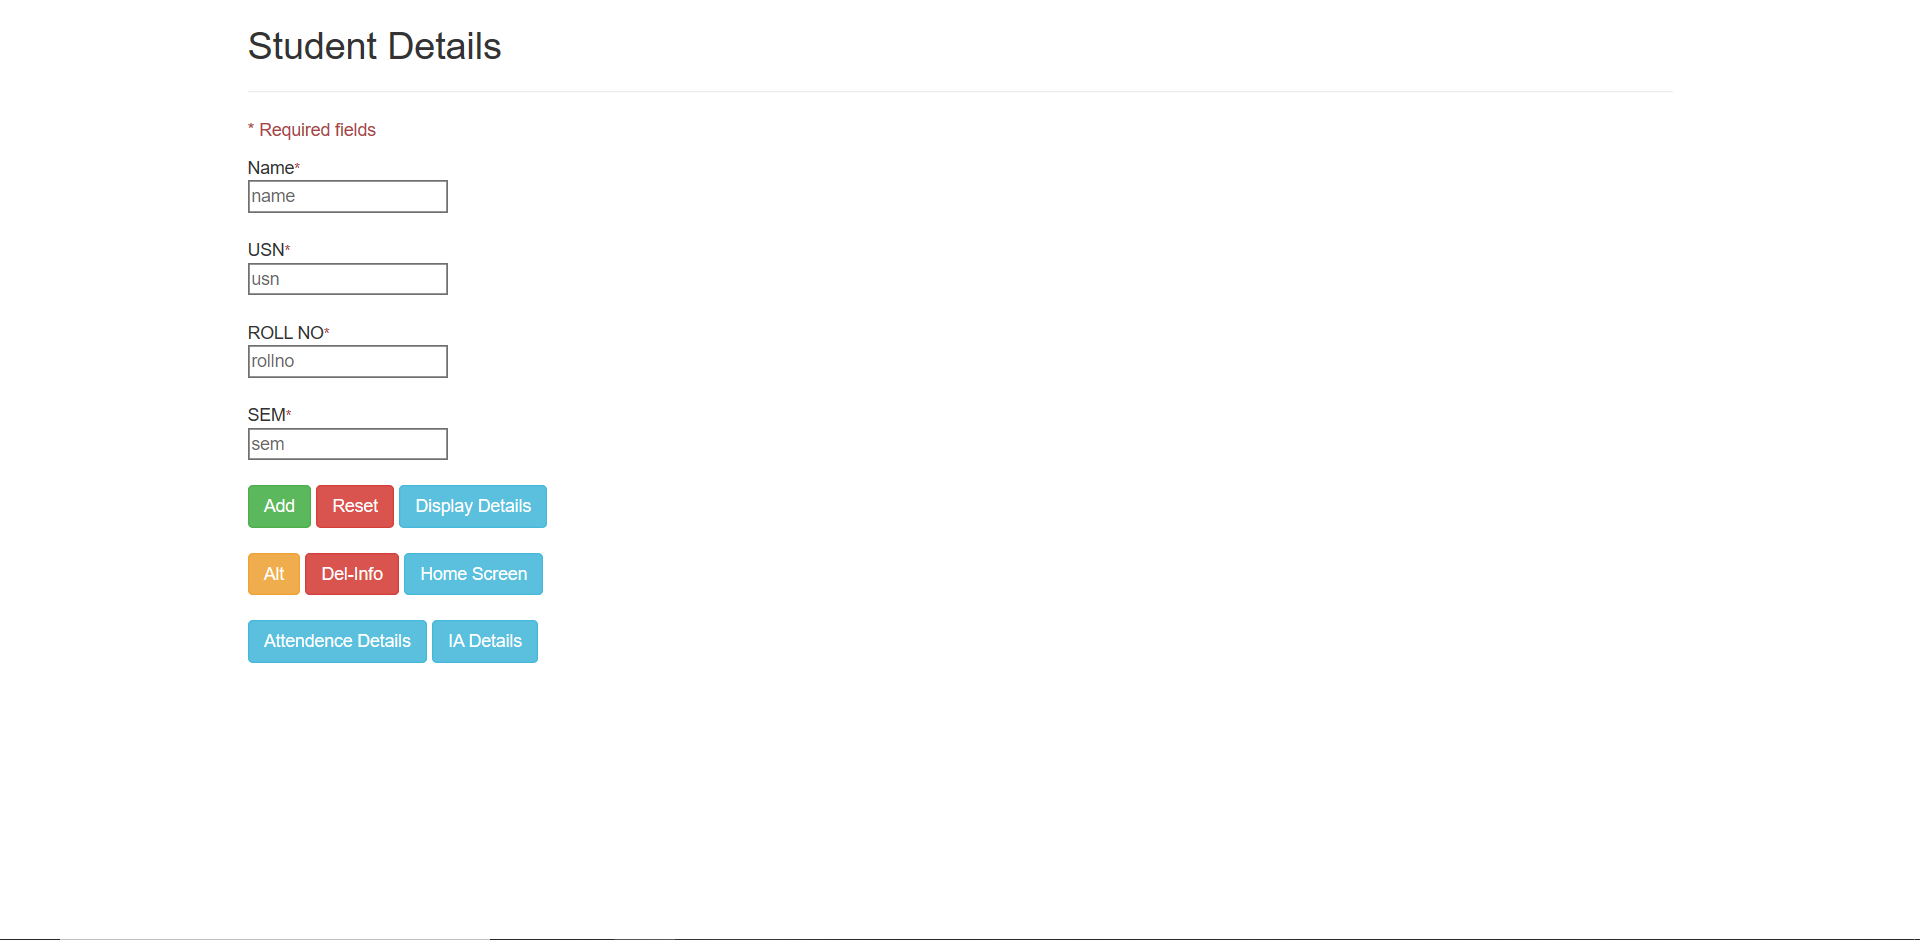 Student Details
* Required fields
Name*
name
USN*
usn
ROLL NO*
rollno
SEM*
sem
Add Reset Display Details
Alt Del-Info Home Screen
Attendence Details IA Details